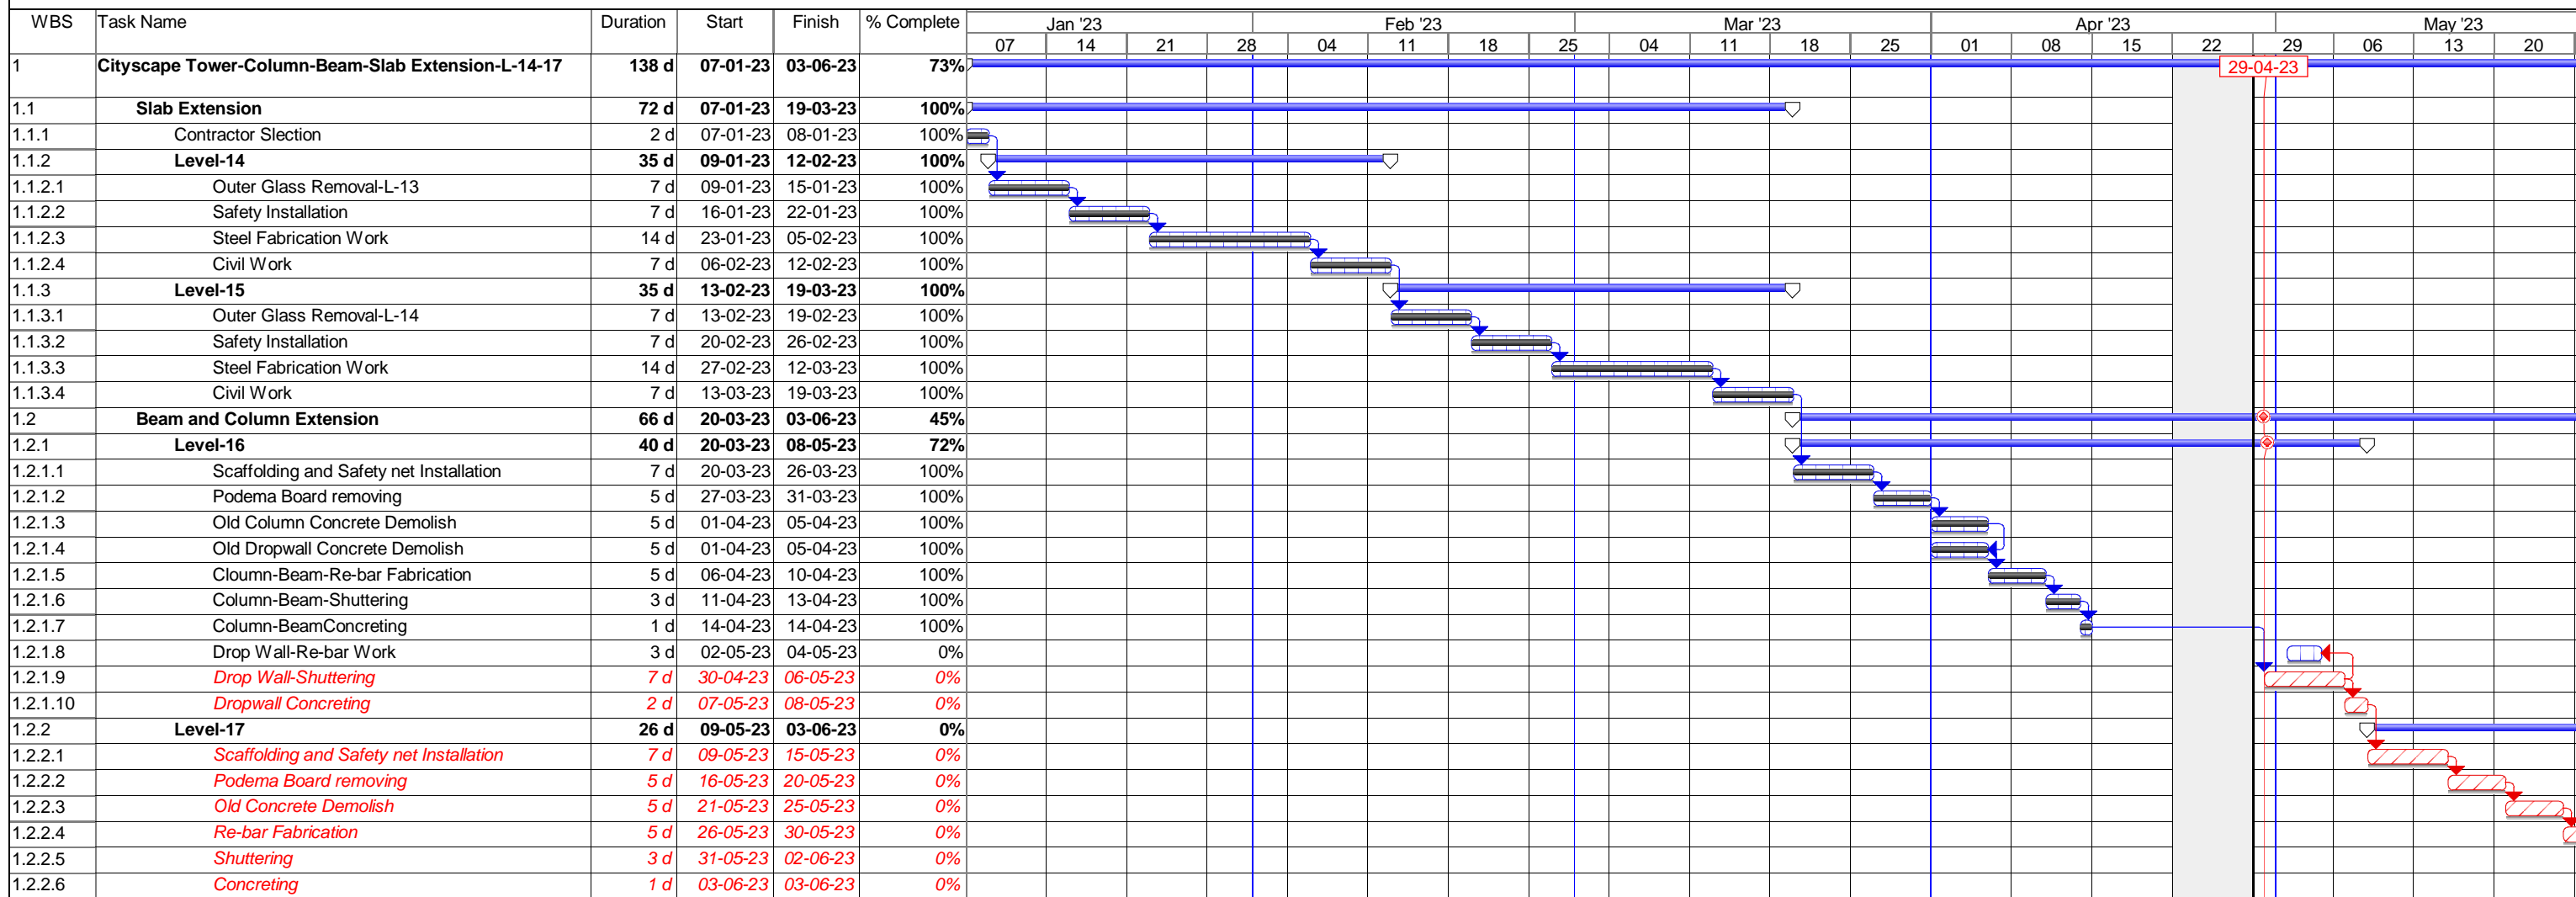 WBS Task Name Duration Start Finish % Complete Jan '23 Feb '23 Mar '23 Apr '23 May '23
07 14 21 28 04 11 18 25 04 11 18 25 01 08 15 22 29 06 13 20
1 Cityscape Tower-Column-Beam-Slab Extension-L-14-17 138 d 07-01-23 03-06-23 73%
29-04-23
1.1 Slab Extension 72 d 07-01-23 19-03-23 100%
1.1.1 Contractor Slection 2 d 07-01-23 08-01-23 100%
1.1.2 Level-14 35 d 09-01-23 12-02-23 100%
1.1.2.1 Outer Glass Removal-L-13 7 d 09-01-23 15-01-23 100%
1.1.2.2 Safety Installation 7 d 16-01-23 22-01-23 100%
1.1.2.3 Steel Fabrication Work 14 d 23-01-23 05-02-23 100%
1.1.2.4 Civil Work 7 d 06-02-23 12-02-23 100%
1.1.3 Level-15 35 d 13-02-23 19-03-23 100%
1.1.3.1 Outer Glass Removal-L-14 7 d 13-02-23 19-02-23 100%
1.1.3.2 Safety Installation 7 d 20-02-23 26-02-23 100%
1.1.3.3 Steel Fabrication Work 14 d 27-02-23 12-03-23 100%
1.1.3.4 Civil Work 7 d 13-03-23 19-03-23 100%
1.2 Beam and Column Extension 66 d 20-03-23 03-06-23 45%
1.2.1 Level-16 40 d 20-03-23 08-05-23 72%
1.2.1.1 Scaffolding and Safety net Installation 7 d 20-03-23 26-03-23 100%
1.2.1.2 Podema Board removing 5 d 27-03-23 31-03-23 100%
1.2.1.3 Old Column Concrete Demolish 5 d 01-04-23 05-04-23 100%
1.2.1.4 Old Dropwall Concrete Demolish 5 d 01-04-23 05-04-23 100%
1.2.1.5 Cloumn-Beam-Re-bar Fabrication 5 d 06-04-23 10-04-23 100%
1.2.1.6 Column-Beam-Shuttering 3 d 11-04-23 13-04-23 100%
1.2.1.7 Column-BeamConcreting 1 d 14-04-23 14-04-23 100%
1.2.1.8 Drop Wall-Re-bar Work 3 d 02-05-23 04-05-23 0%
1.2.1.9 Drop Wall-Shuttering 7 d 30-04-23 06-05-23 0%
1.2.1.10 Dropwall Concreting 2 d 07-05-23 08-05-23 0%
1.2.2 Level-17 26 d 09-05-23 03-06-23 0%
1.2.2.1 Scaffolding and Safety net Installation 7 d 09-05-23 15-05-23 0%
1.2.2.2 Podema Board removing 5 d 16-05-23 20-05-23 0%
1.2.2.3 Old Concrete Demolish 5 d 21-05-23 25-05-23 0%
1.2.2.4 Re-bar Fabrication 5 d 26-05-23 30-05-23 0%
1.2.2.5 Shuttering 3 d 31-05-23 02-06-23 0%
1.2.2.6 Concreting 1 d 03-06-23 03-06-23 0%